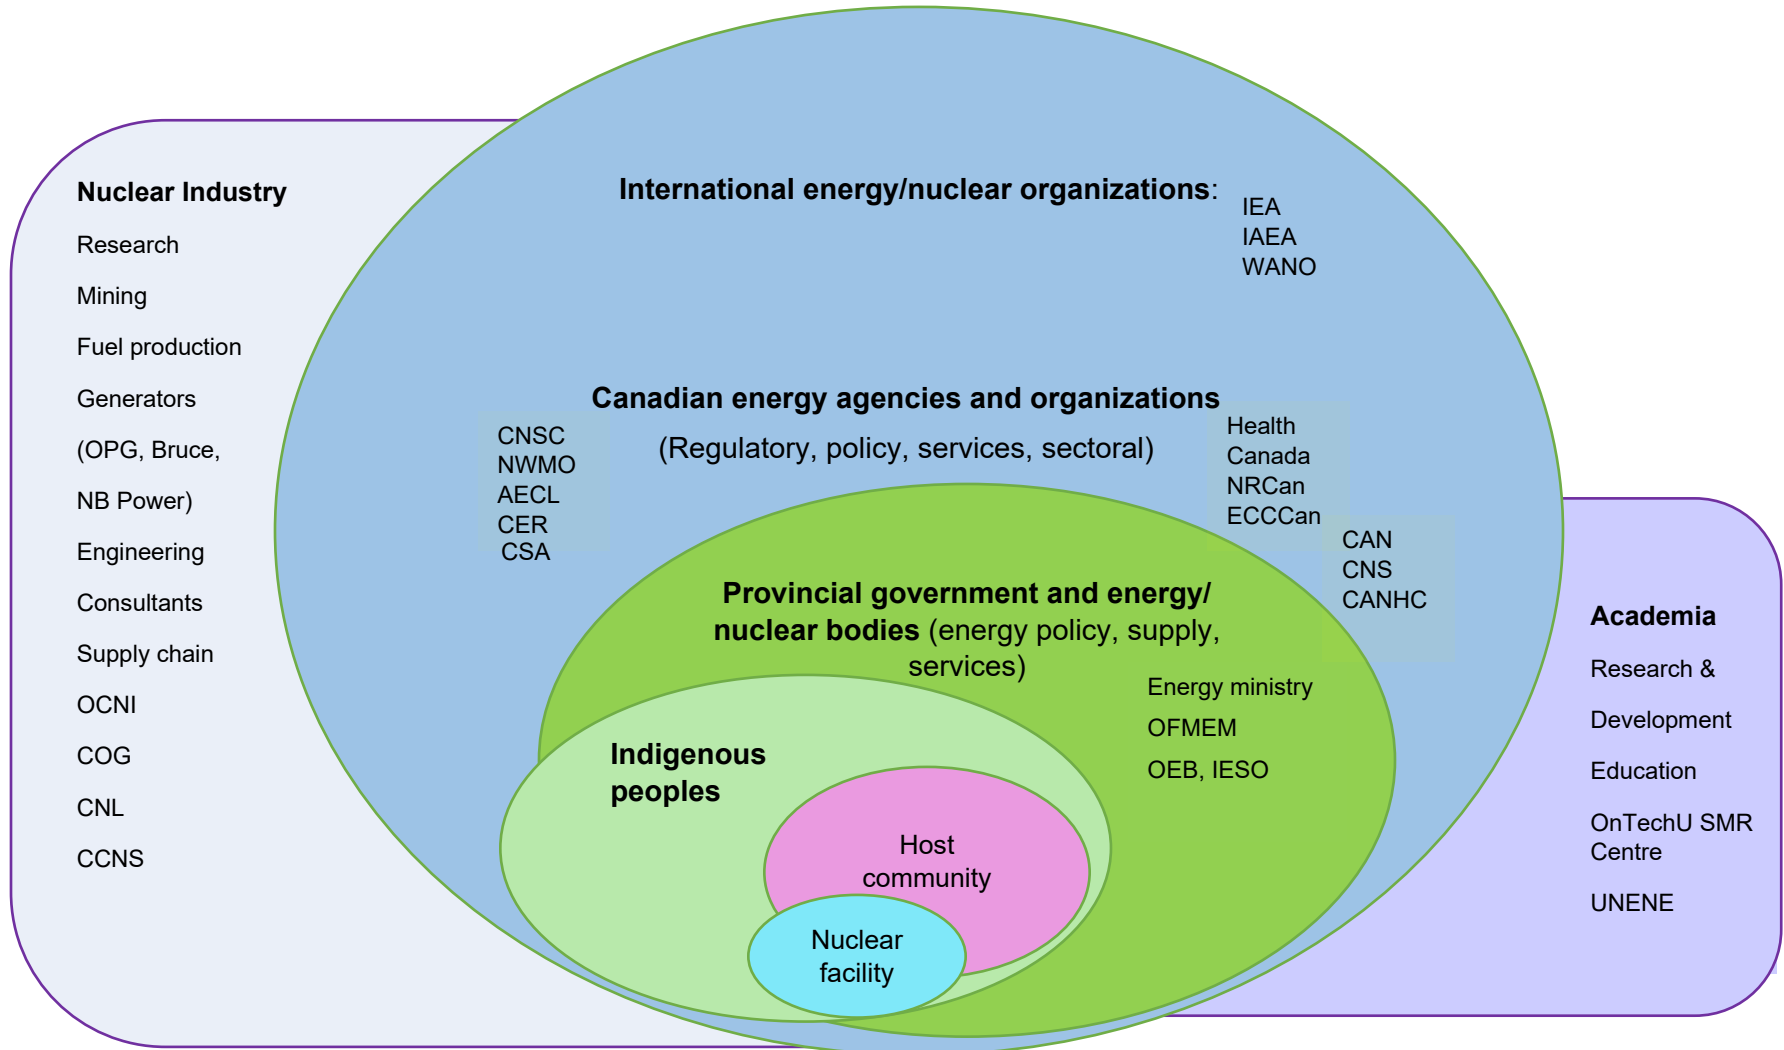 Nuclear Industry
Research
Mining
Fuel production
Generators
(OPG, Bruce,
NB Power)
Engineering
Consultants
Supply chain
OCNI
COG
CNL
CCNS
International energy/nuclear organizations:
IEA
IAEA
WANO
Canadian energy agencies and organizations
(Regulatory, policy, services, sectoral)
CNSC
NWMO
AECL
CER
CSA
Health
Canada
NRCan
ECCCan
CAN
CNS
CANHC
Provincial government and energy/
nuclear bodies (energy policy, supply,
services)
Energy ministry
OFMEM
OEB, IESO
Indigenous
peoples
Host
community
Nuclear
facility
Academia
Research &
Development
Education
OnTechU SMR
Centre
UNENE